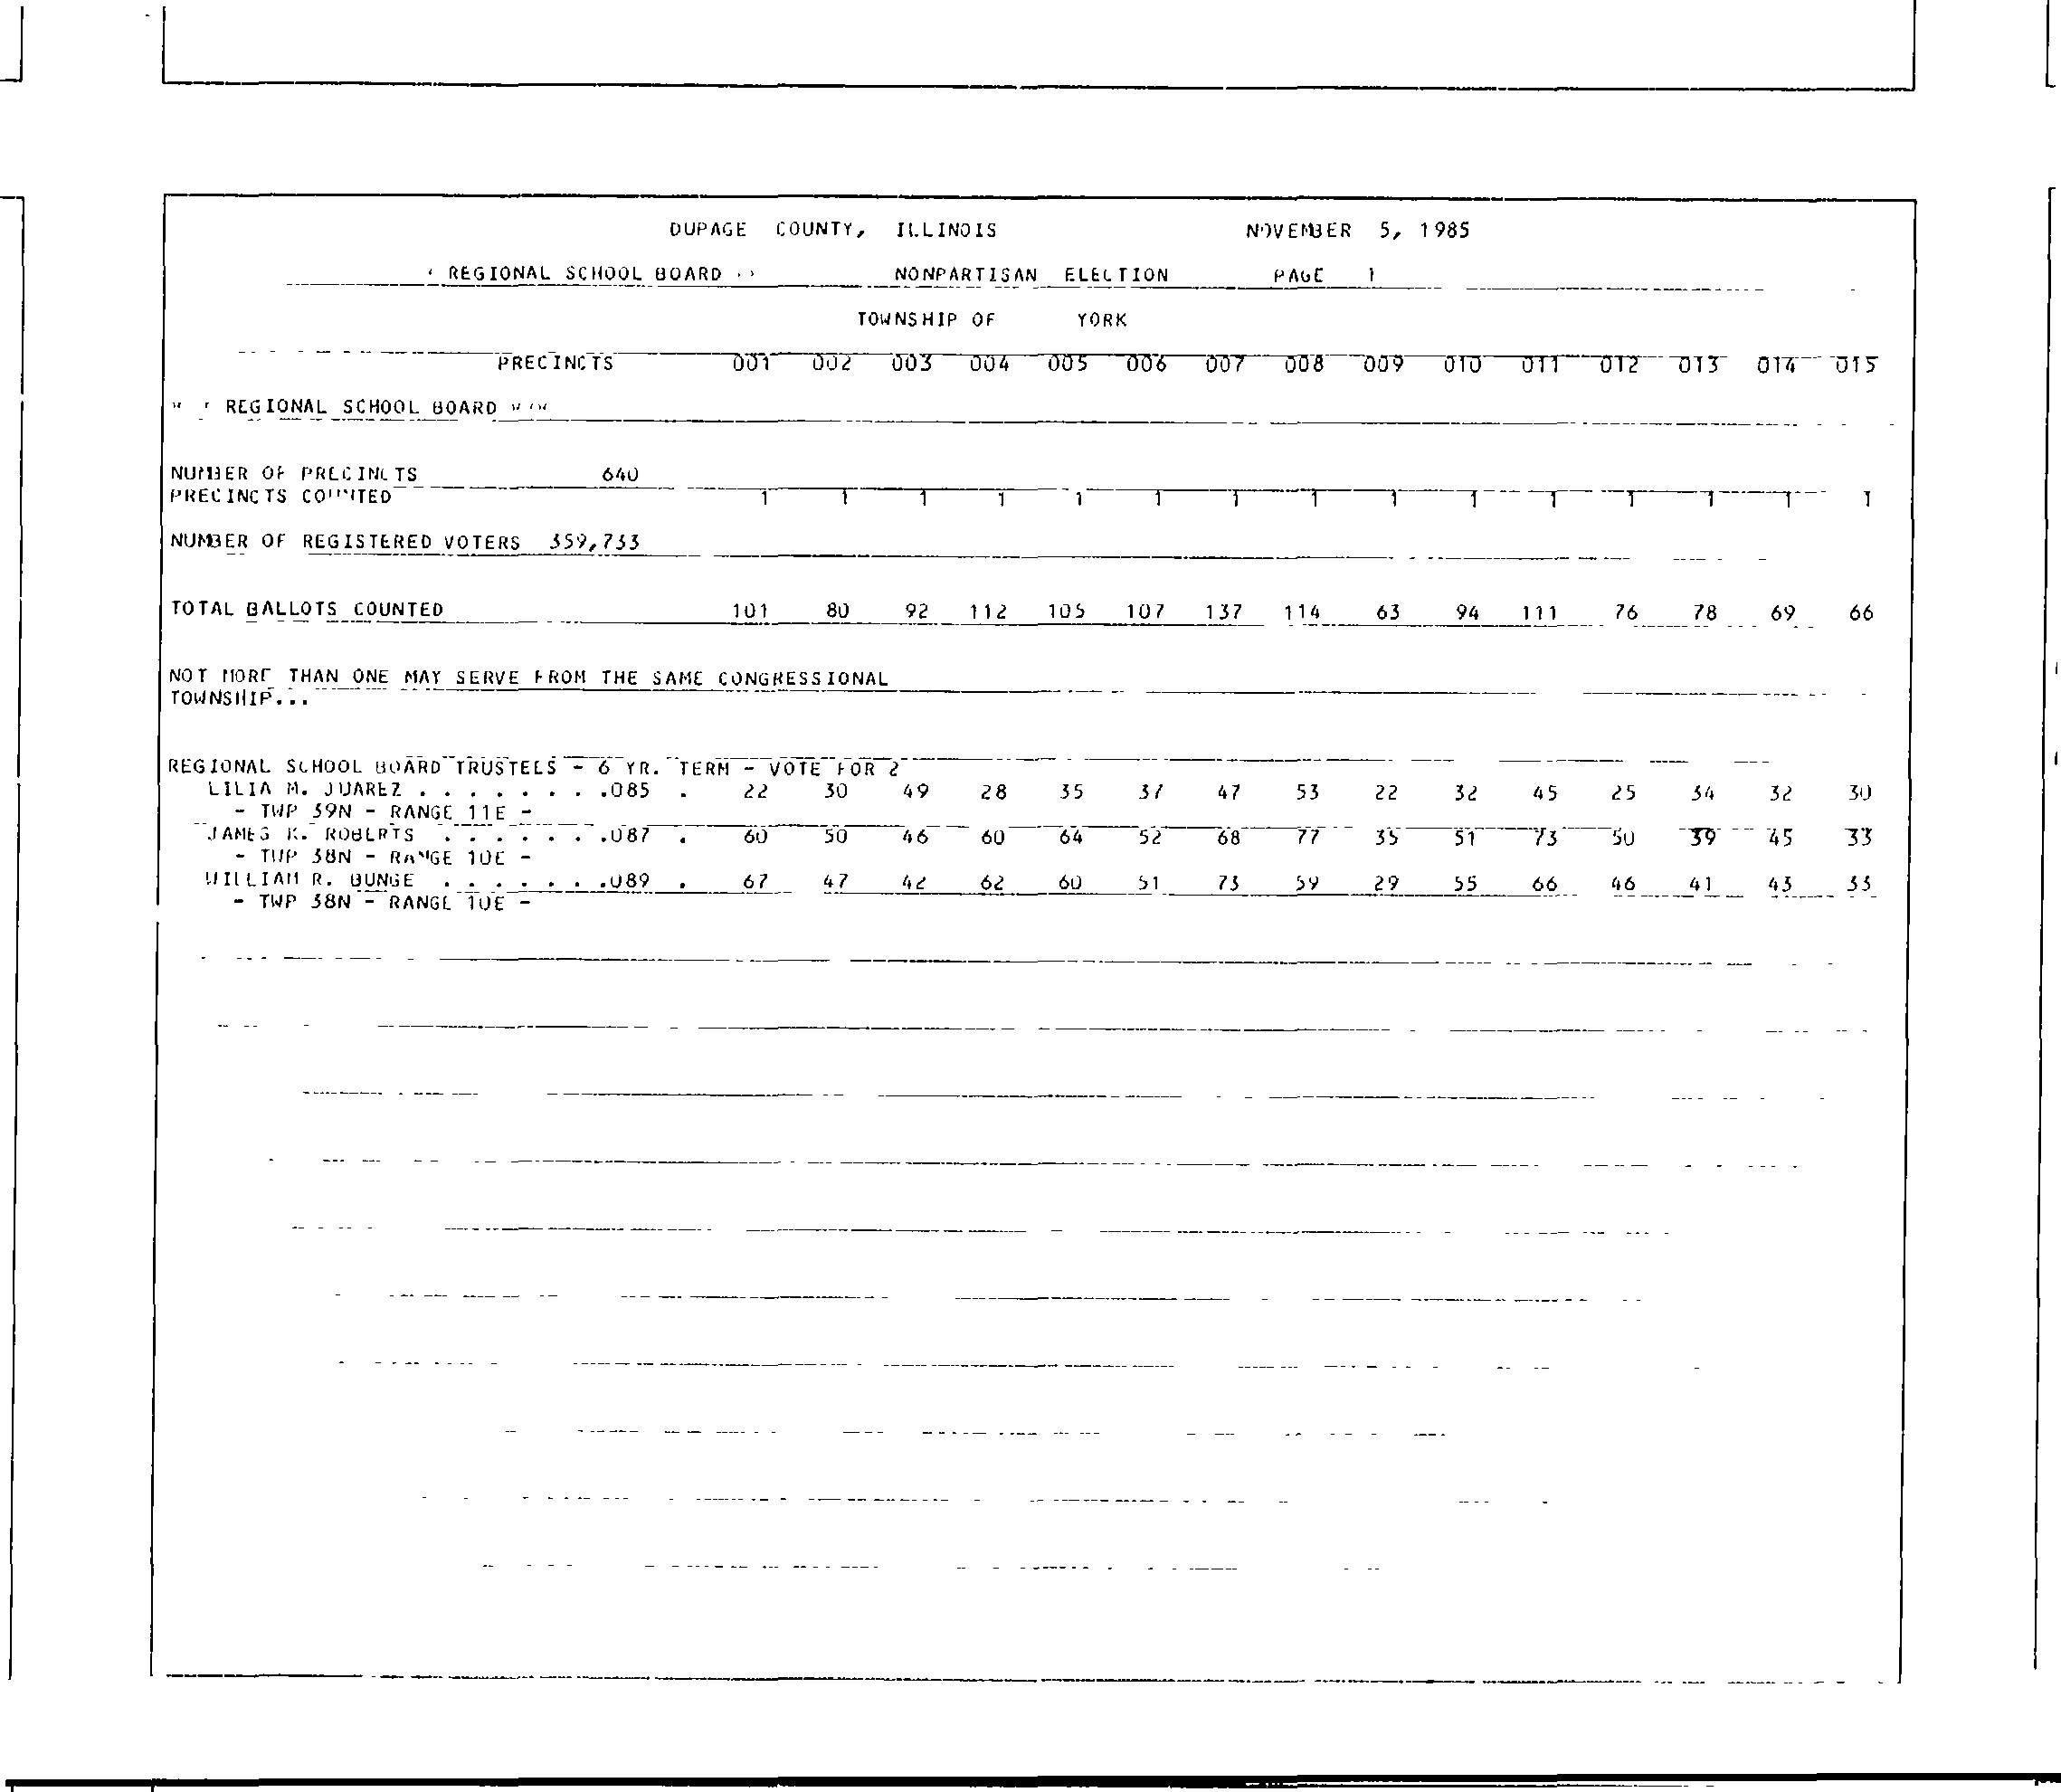 DUPAGE COUNTY, ILLINOIS NOVEMBER 5, 1985
REGIONAL SCHOOL BOARD NONPARTISAN ELECTION PAGE 1
TOWNSHIP OF YORK
PRECINCTS 001 002 003 004 005 006 007 008 009 010 011 012 013 014 015
REGIONAL SCHOOL BOARD
NUMBER OF PRECINCTS 640
PRECINCTS COUNTED 1 1 1 1 1 1 1 1 1 1 1 1 1 1 1
NUMBER OF REGISTERED VOTERS 359,733
TOTAL BALLOTS COUNTED 101 80 92 112 105 107 137 114 63 94 111 76 78 69 66
NOT MORE THAN ONE MAY SERVE FROM THE SAME CONGRESSIONAL
TOWNSHIP...
REGIONAL SCHOOL BOARD TRUSTEES - 6 YR. TERM - VOTE FOR 2
LILIA M. JUAREZ . . . . . . . .085 . 22 30 49 28 35 37 47 53 22 32 45 25 34 32 30
- TWP 39N - RANGE 11E -
JAMES K. ROBERTS . . . . . . .087 . 60 50 46 60 64 52 68 77 35 51 73 50 39 45 33
- TWP 38N - RANGE 10E -
WILLIAM R. BUNGE . . . . . . .089 . 67 47 42 62 60 51 73 59 29 55 66 46 41 43 33
- TWP 38N - RANGE 10E -